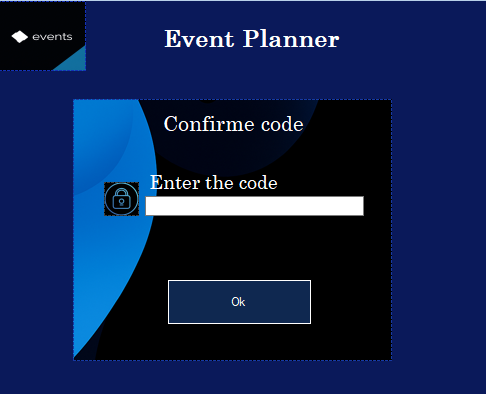 events
Event Planner
Confirme code
Enter the code
Ok